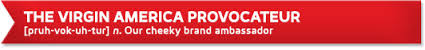 THE VIRGIN AMERICA PROVOCATEUR
[pruh-vok-uh-tur] n. Our cheeky brand ambassador